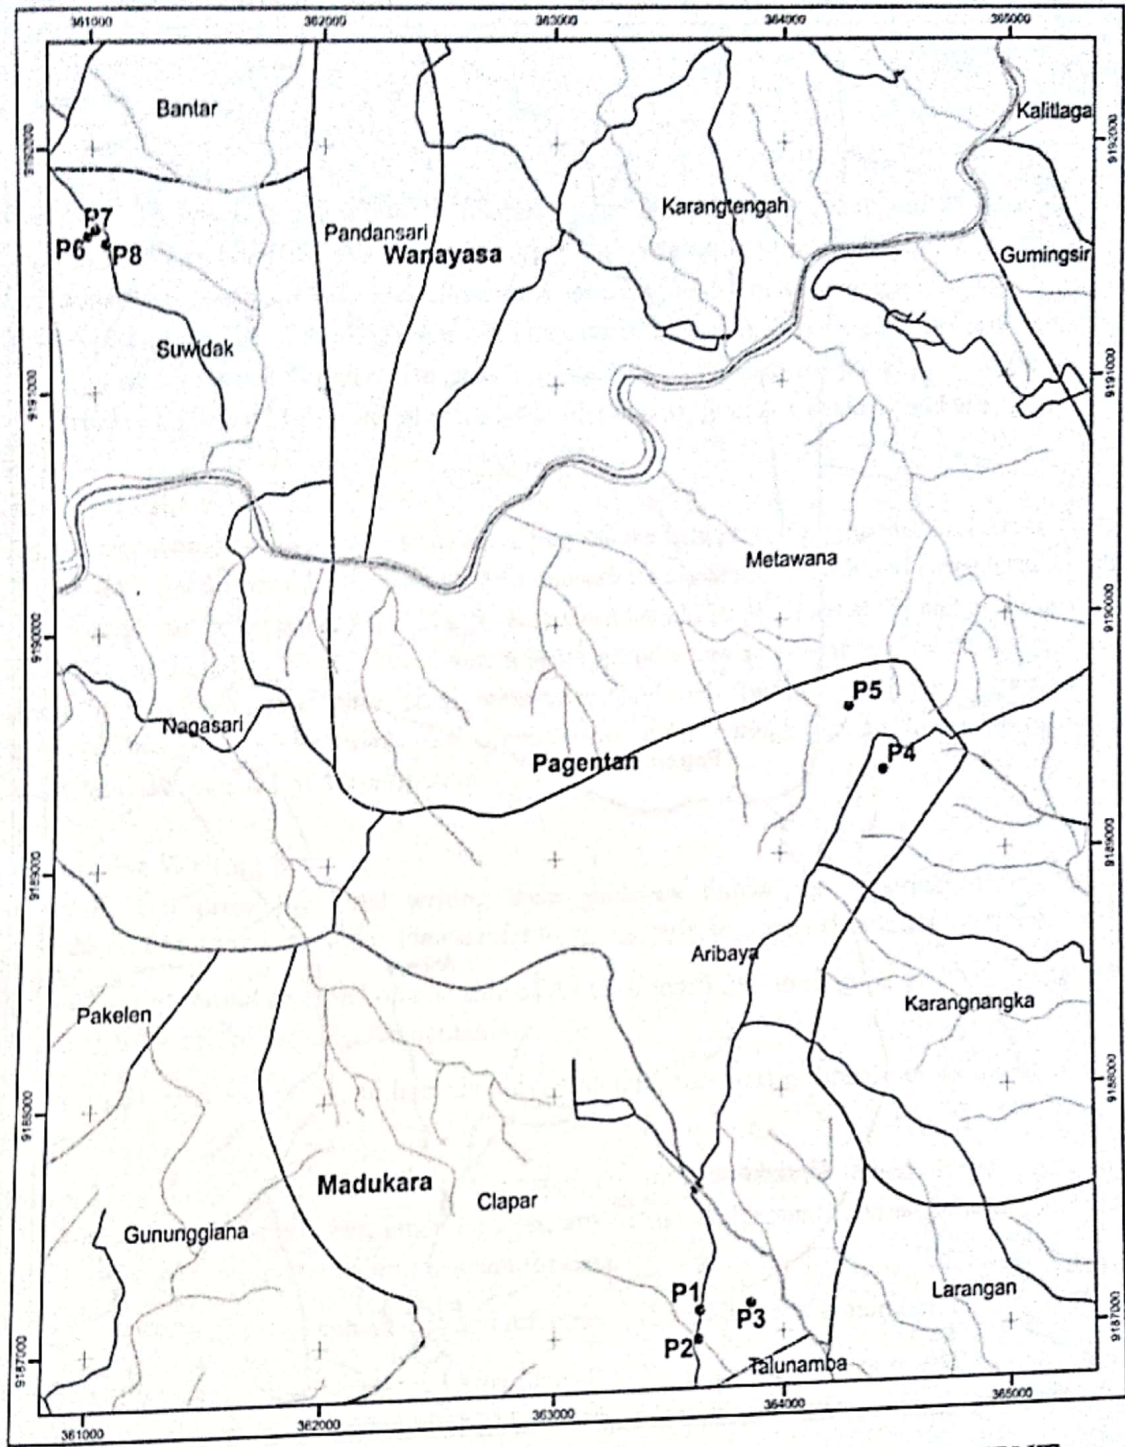 361000 362000 363000 364000 365000
Bantar
Kalitlaga
9192000
9192000
Karangtengah
P7
P6 P8
Pandansari
Wanayasa
Gumingsir
Suwidak
9191000
9191000
Metawana
9190000
9190000
P5
Nagasari
Pagentan
P4
9189000
9189000
Aribaya
Karangnangka
Pakelen
9188000
9188000
Madukara
Clapar
Gununggiana
Larangan
P1
P3
P2
9187000
9187000
Talunamba
361000 362000 363000 364000 365000